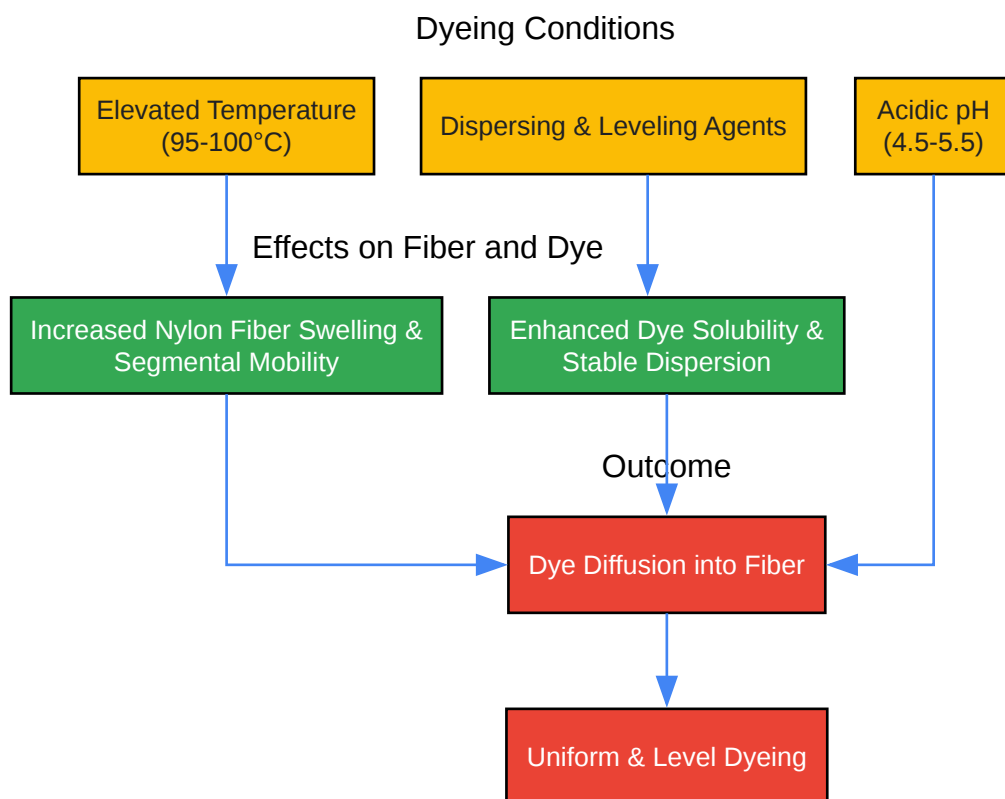 Dyeing Conditions
Elevated Temperature
(95-100°C)
Dispersing & Leveling Agents
Acidic pH
(4.5-5.5)
Effects on Fiber and Dye
Increased Nylon Fiber Swelling &
Segmental Mobility
Enhanced Dye Solubility &
Stable Dispersion
Outcome
Dye Diffusion into Fiber
Uniform & Level Dyeing